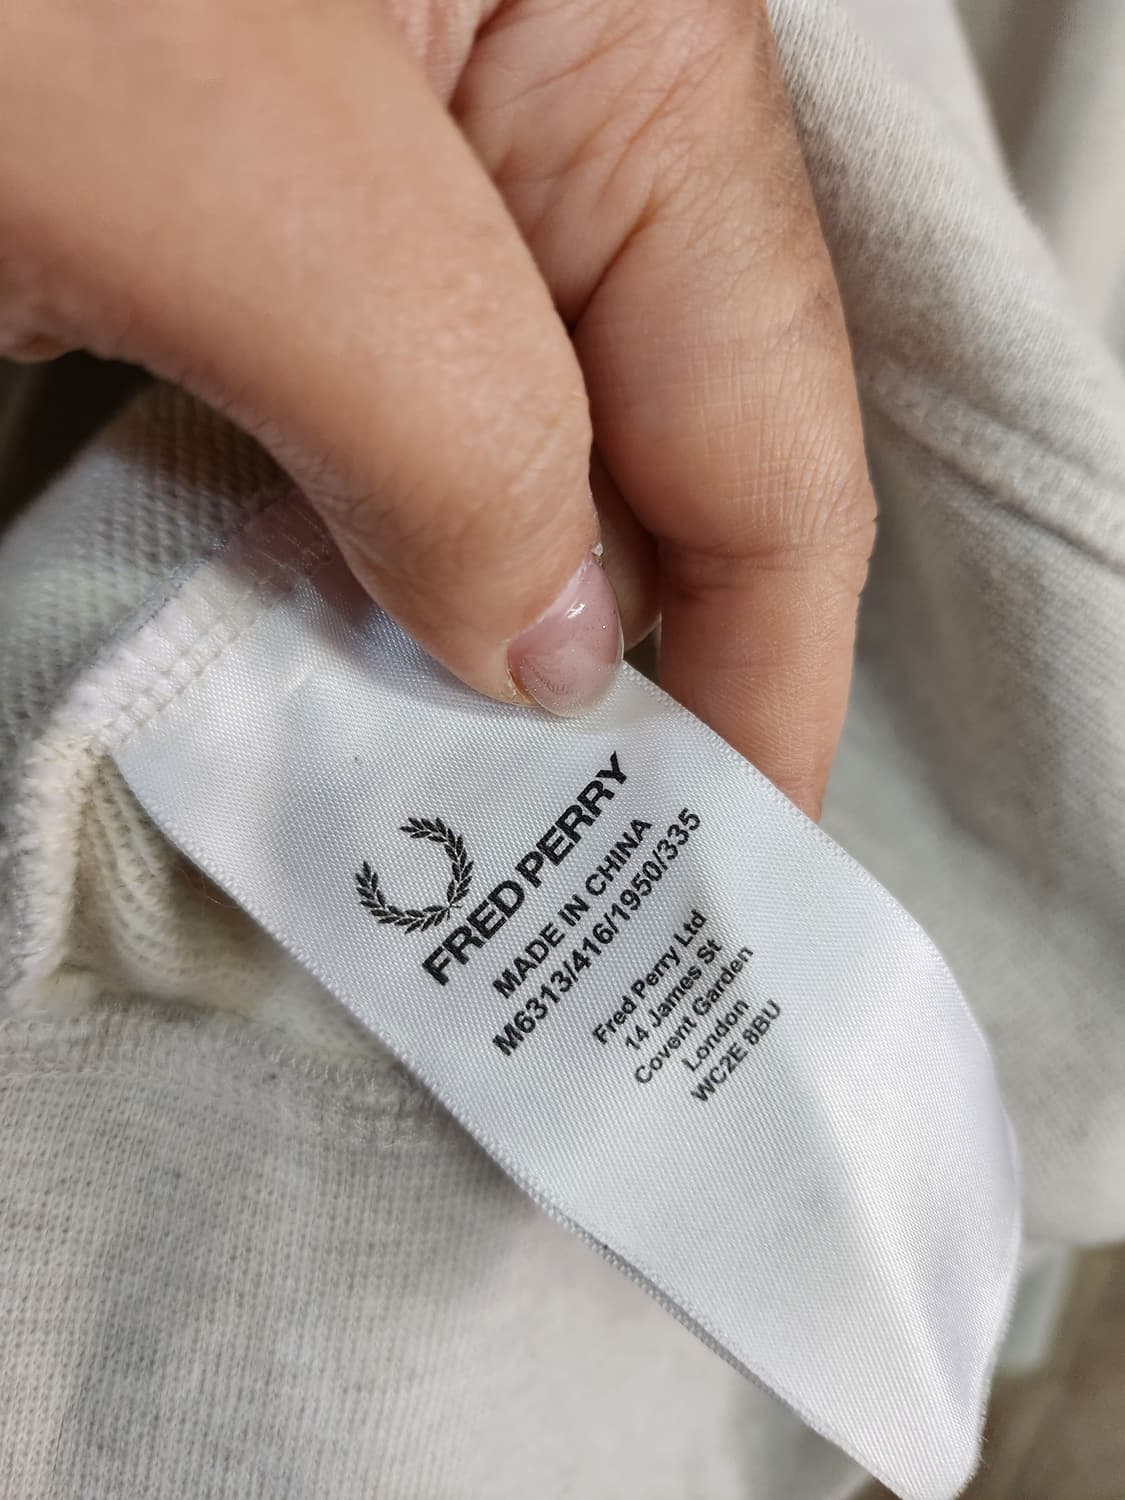 FRED PERRY
MADE IN CHINA
M6313/416/1950/335
Fred Perry Ltd
14 James St
Covent Garden
London
WC2E 8BU